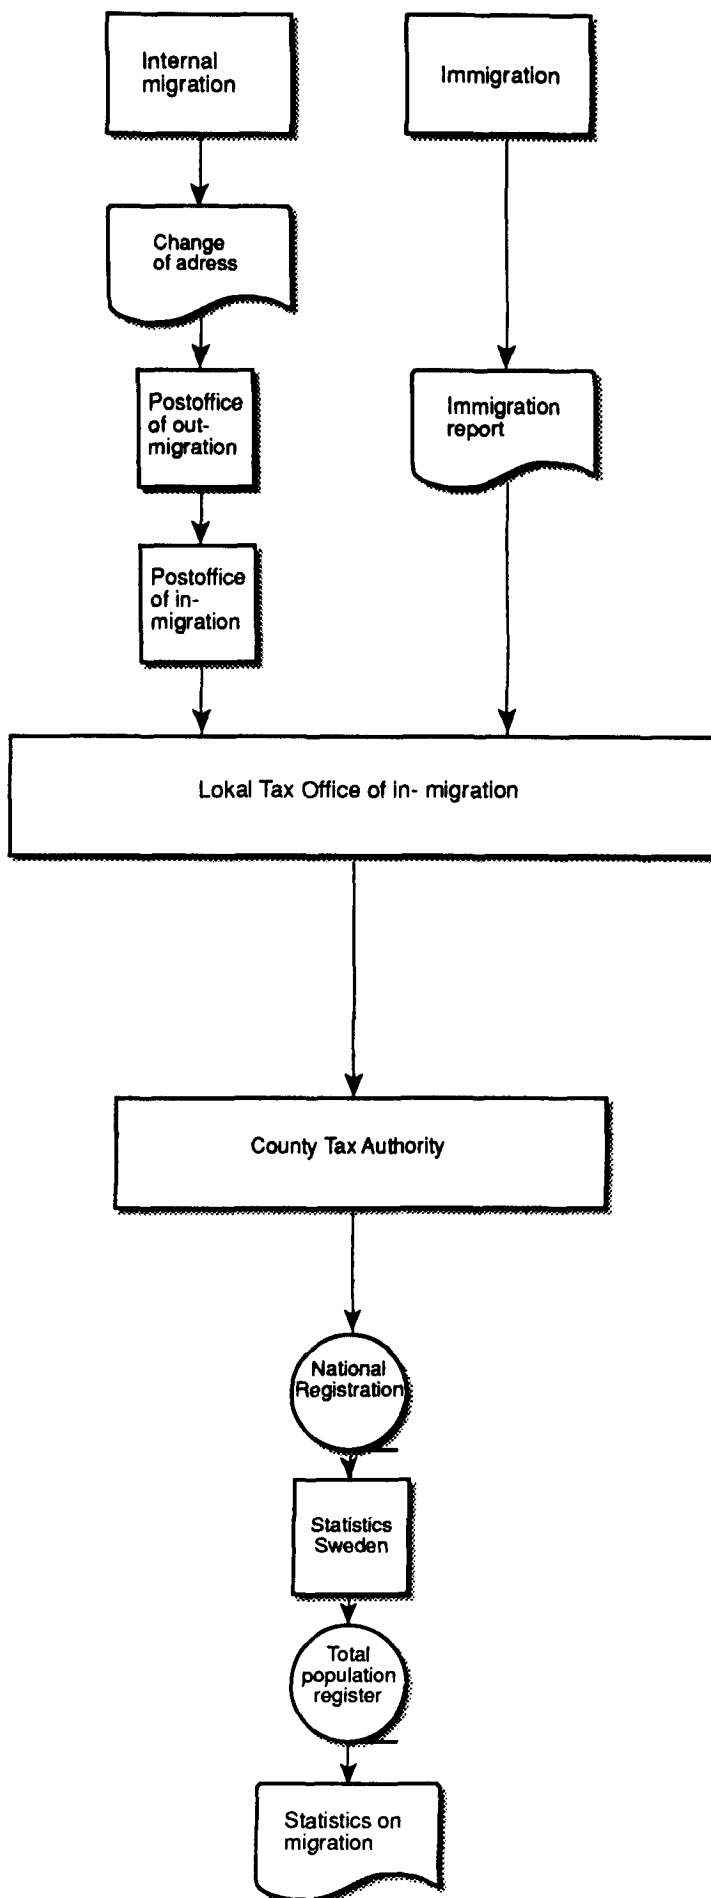 Internal
migration
Immigration
Change
of adress
Postoffice
of out-
migration
Immigration
report
Postoffice
of in-
migration
Lokal Tax Office of in- migration
County Tax Authority
National
Registration
Statistics
Sweden
Total
population
register
Statistics on
migration